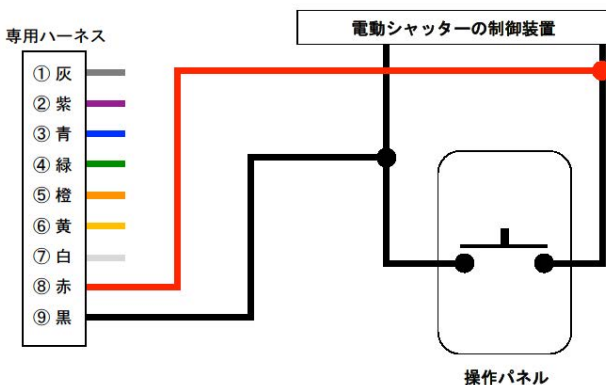 電動シャッターの制御装置
専用ハーネス
① 灰
② 紫
③ 青
④ 緑
⑤ 橙
⑥ 黄
⑦ 白
⑧ 赤
⑨ 黒
操作パネル